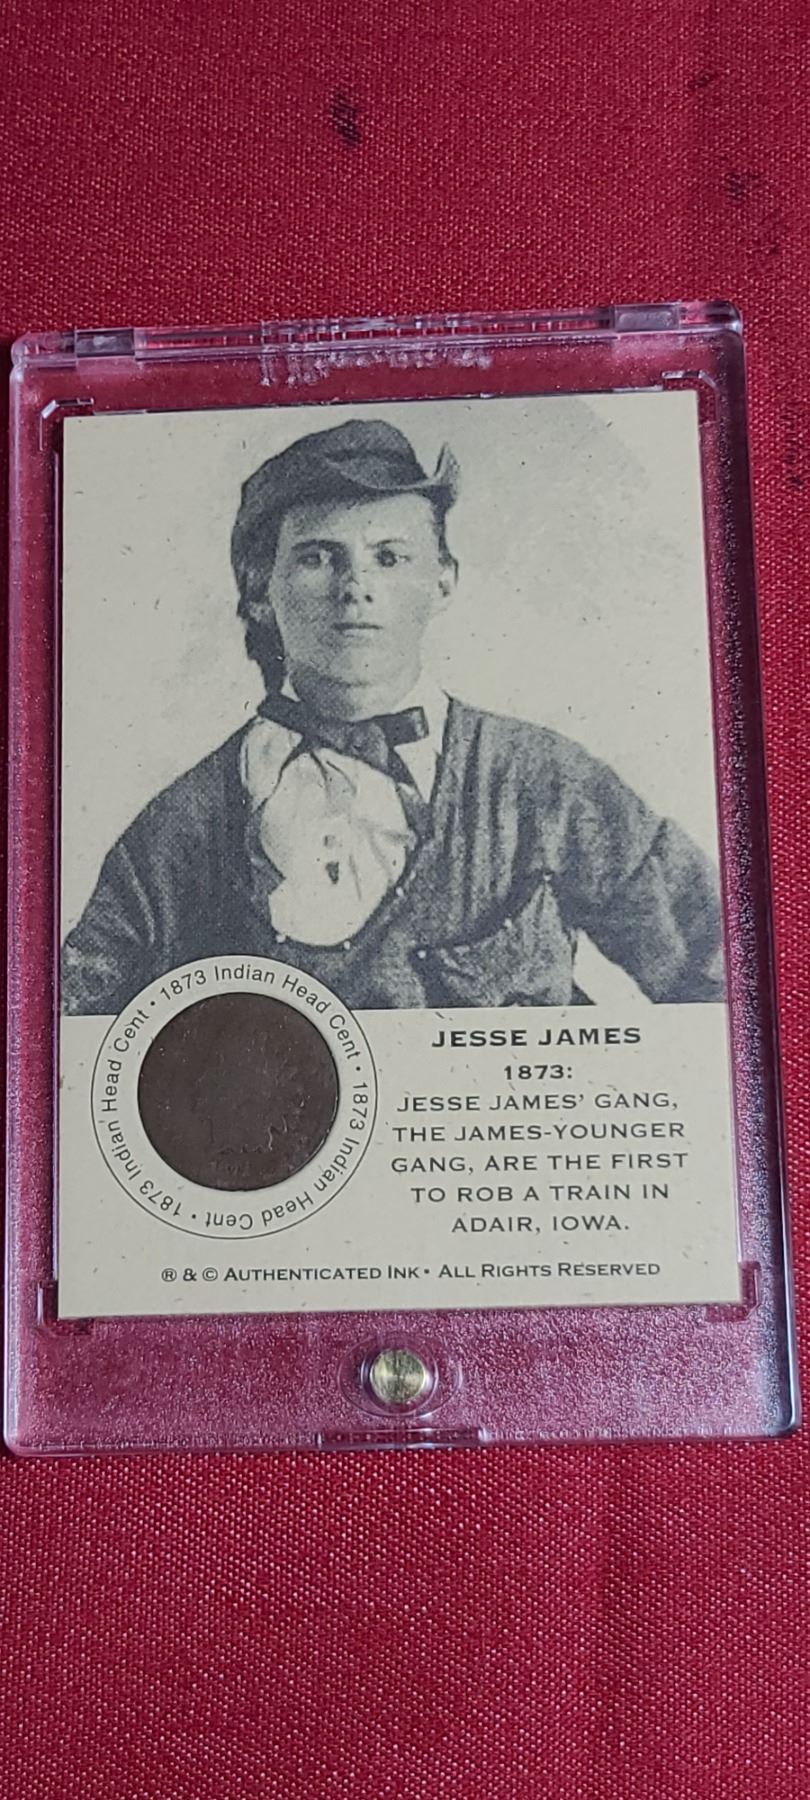 1873 Indian Head Cent • 1873 Indian Head Cent • 1873 Indian Head Cent •
JESSE JAMES
1873:
JESSE JAMES' GANG,
THE JAMES-YOUNGER
GANG, ARE THE FIRST
TO ROB A TRAIN IN
ADAIR, IOWA.
® & © AUTHENTICATED INK • ALL RIGHTS RESERVED